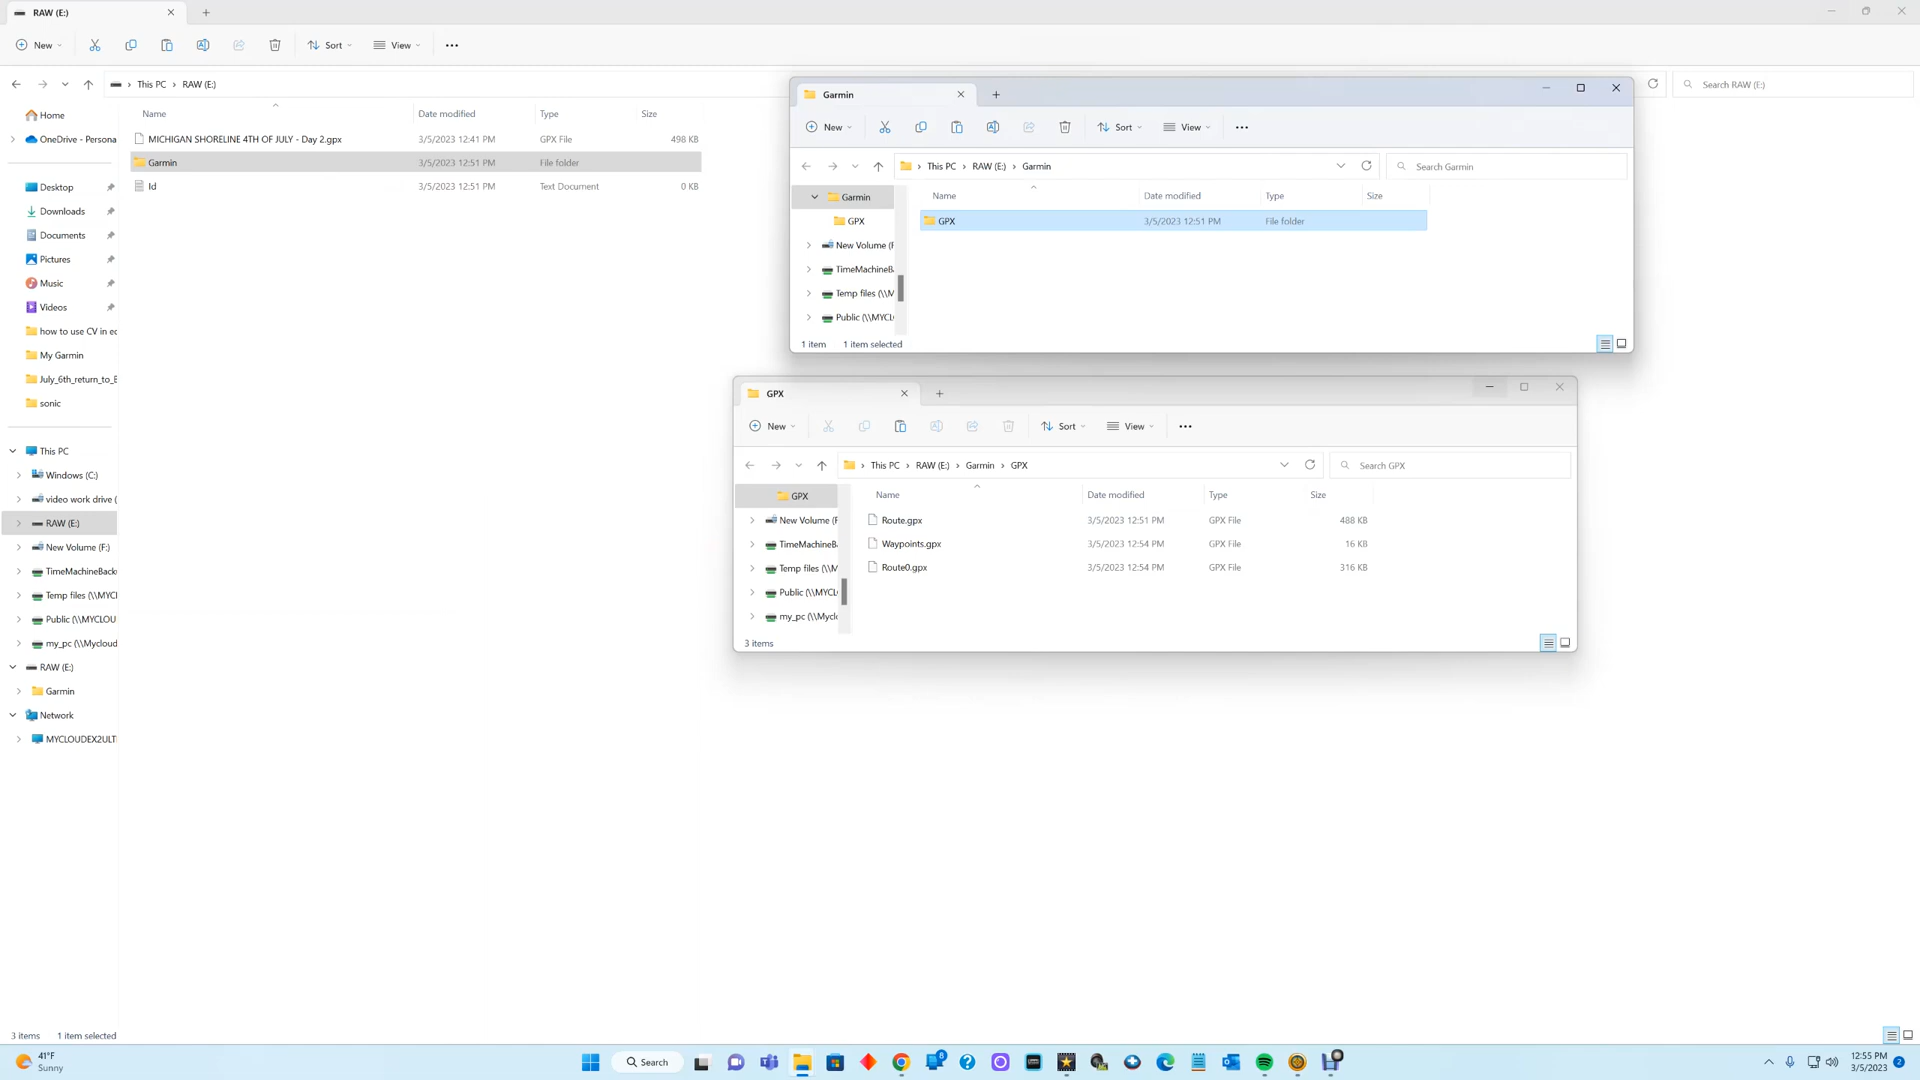 RAW (E:)
New
Sort
View
This PC > RAW (E:)
Search RAW (E:)
Name
Date modified
Type
Size
MICHIGAN SHORELINE 4TH OF JULY - Day 2.gpx
3/5/2023 12:41 PM
GPX File
498 KB
Garmin
3/5/2023 12:51 PM
File folder
Id
3/5/2023 12:51 PM
Text Document
0 KB
Home
OneDrive - Persona
Desktop
Downloads
Documents
Pictures
Music
Videos
how to use CV in ec
My Garmin
July_6th_return_to_E
sonic
This PC
Windows (C:)
video work drive (
RAW (E:)
New Volume (F:)
TimeMachineBack
Temp files (\\MYCl
Public (\\MYCLOU
my_pc (\\Mycloud
RAW (E:)
Garmin
Network
MYCLOUDEX2ULT
3 items
1 item selected
Garmin
New
Sort
View
This PC > RAW (E:) > Garmin
Search Garmin
Garmin
GPX
New Volume (F
TimeMachineB
Temp files (\\M
Public (\\MYCL
Name
Date modified
Type
Size
GPX
3/5/2023 12:51 PM
File folder
1 item
1 item selected
GPX
New
Sort
View
This PC > RAW (E:) > Garmin > GPX
Search GPX
GPX
New Volume (F
TimeMachineB
Temp files (\\M
Public (\\MYCL
my_pc (\\Mycl
Name
Date modified
Type
Size
Route.gpx
3/5/2023 12:51 PM
GPX File
488 KB
Waypoints.gpx
3/5/2023 12:54 PM
GPX File
16 KB
Route0.gpx
3/5/2023 12:54 PM
GPX File
316 KB
3 items
41°F
Sunny
Search
8
12:55 PM
3/5/2023
2